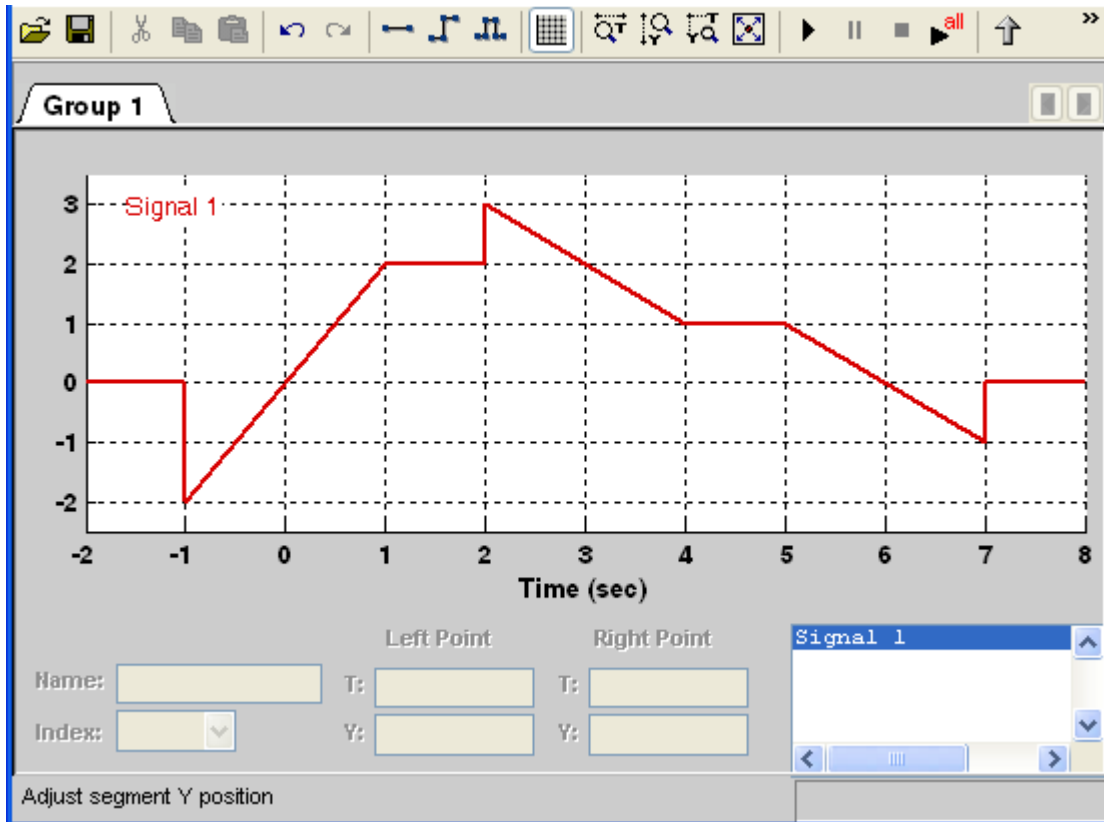 all
»
Group 1
Signal 1
3
2
1
0
-1
-2
-2 -1 0 1 2 3 4 5 6 7 8
Time (sec)
Left Point Right Point
Name: T: T:
Index: Y: Y:
Signal 1
Adjust segment Y position